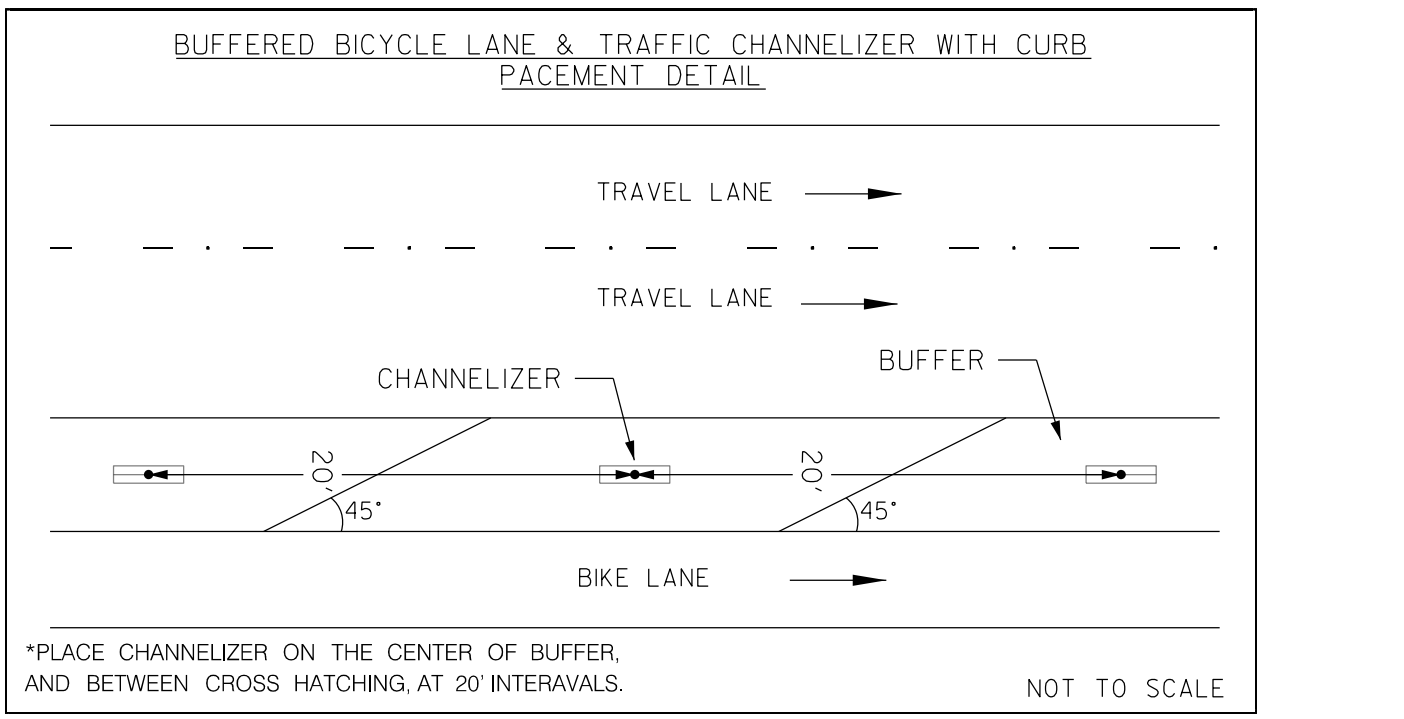 BUFFERED BICYCLE LANE & TRAFFIC CHANNELIZER WITH CURB
PACEMENT DETAIL
TRAVEL LANE
TRAVEL LANE
BUFFER
CHANNELIZER
20'
20'
45°
45°
BIKE LANE
*PLACE CHANNELIZER ON THE CENTER OF BUFFER,
AND BETWEEN CROSS HATCHING, AT 20' INTERAVALS.
NOT TO SCALE